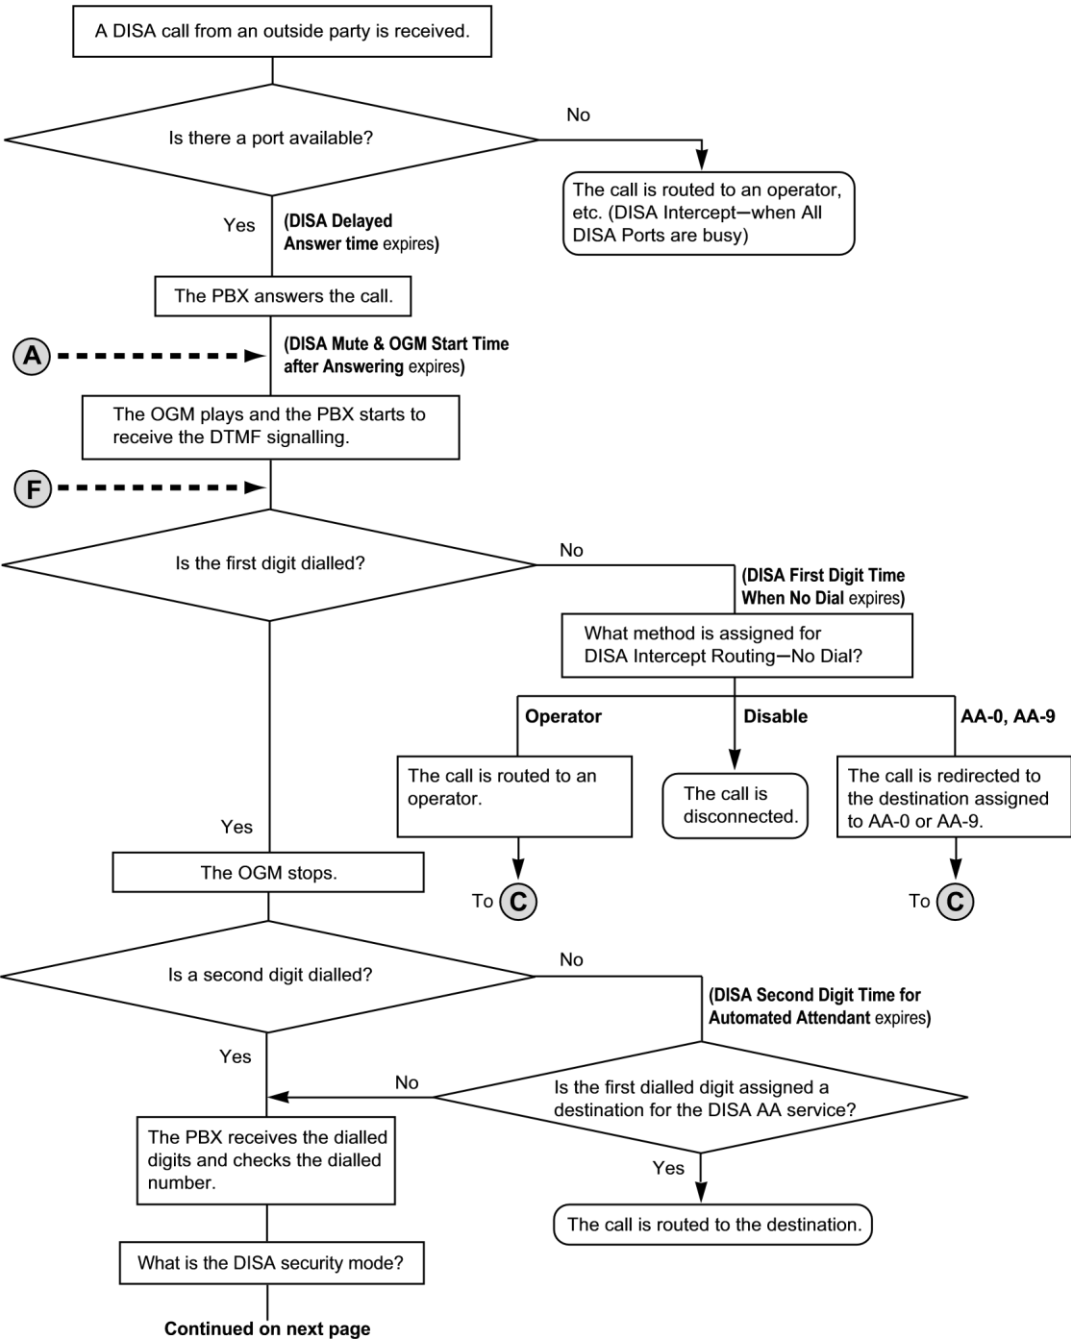 A DISA call from an outside party is received.
No
Is there a port available?
The call is routed to an operator,
etc. (DISA Intercept—when All
DISA Ports are busy)
Yes
(DISA Delayed
Answer time expires)
The PBX answers the call.
A
(DISA Mute & OGM Start Time
after Answering expires)
The OGM plays and the PBX starts to
receive the DTMF signalling.
F
No
Is the first digit dialled?
(DISA First Digit Time
When No Dial expires)
What method is assigned for
DISA Intercept Routing—No Dial?
Operator
Disable
AA-0, AA-9
The call is routed to an
operator.
The call is
disconnected.
The call is redirected to
the destination assigned
to AA-0 or AA-9.
Yes
The OGM stops.
To C
To C
No
Is a second digit dialled?
(DISA Second Digit Time for
Automated Attendant expires)
Yes
No
Is the first dialled digit assigned a
destination for the DISA AA service?
The PBX receives the dialled
digits and checks the dialled
number.
Yes
The call is routed to the destination.
What is the DISA security mode?
Continued on next page